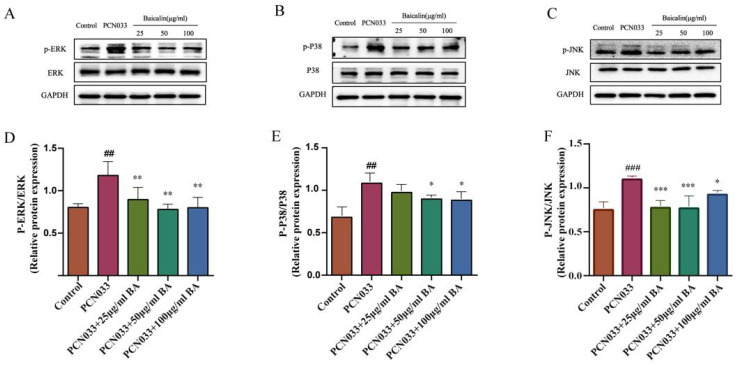 A
Control PCN033 Baicalin(μg/ml)
25 50 100
p-ERK
ERK
GAPDH
B
Control PCN033 Baicalin(μg/ml)
25 50 100
p-P38
P38
GAPDH
C
Control PCN033 Baicalin(μg/ml)
25 50 100
p-JNK
JNK
GAPDH
D
P-ERK/ERK
(Relative protein expression)
2.0
1.5
1.0
0.5
0.0
##
**
**
**
Control
PCN033
PCN033+25μg/ml BA
PCN033+50μg/ml BA
PCN033+100μg/ml BA
E
P-P38/P38
(Relative protein expression)
1.5
1.0
0.5
0.0
##
*
*
Control
PCN033
PCN033+25μg/ml BA
PCN033+50μg/ml BA
PCN033+100μg/ml BA
F
P-JNK/JNK
(Relative protein expression)
1.5
1.0
0.5
0.0
###
***
***
*
Control
PCN033
PCN033+25μg/ml BA
PCN033+50μg/ml BA
PCN033+100μg/ml BA